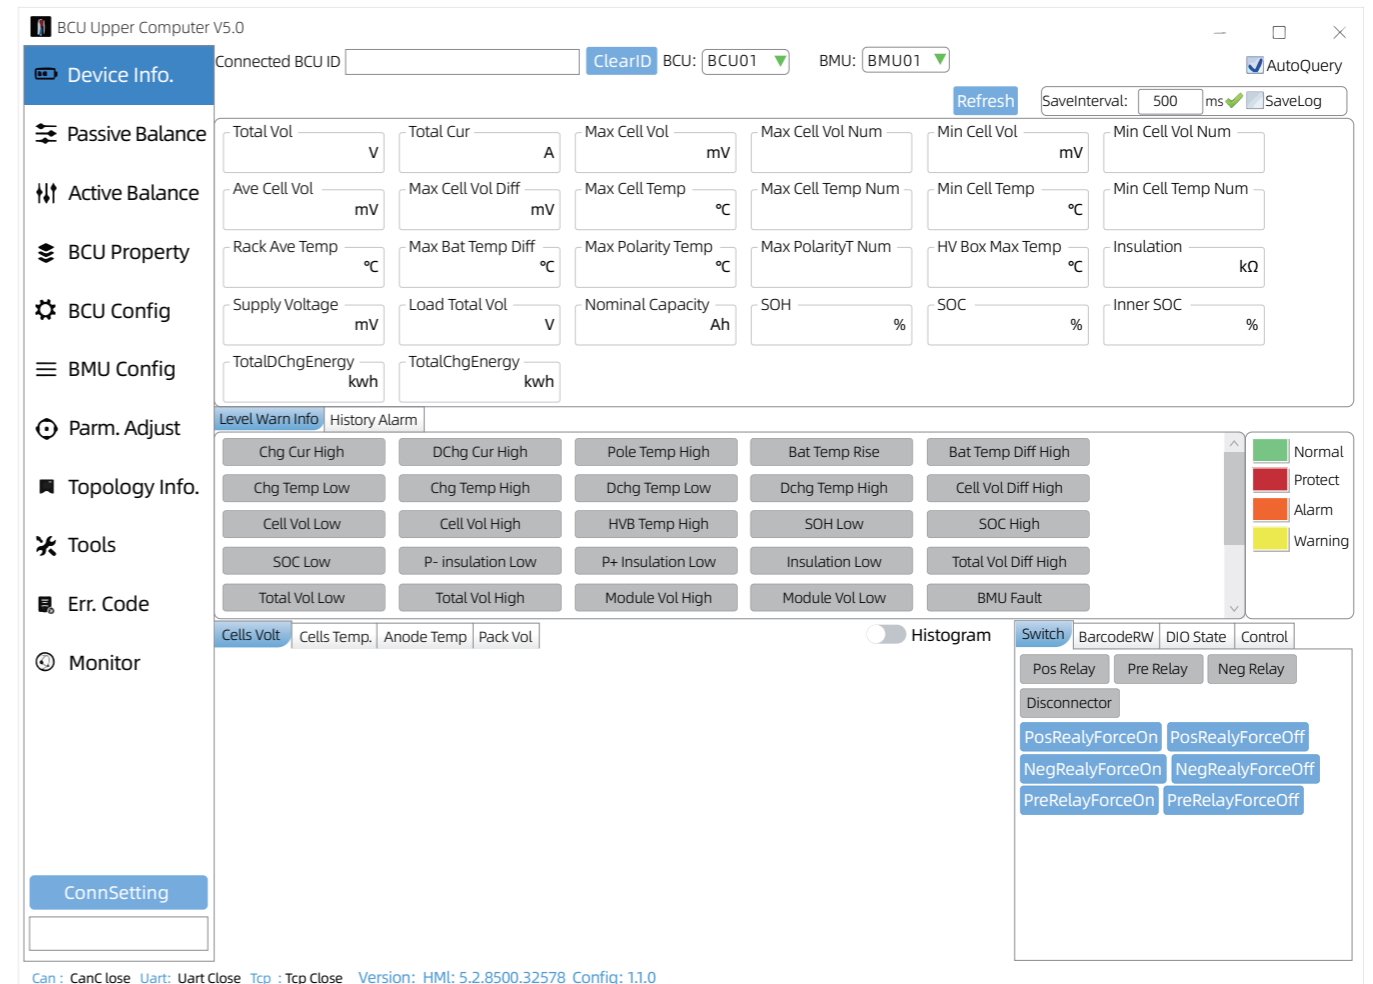 BCU Upper Computer V5.0
Connected BCU ID ClearID BCU: BCU01 BMU: BMU01
AutoQuery
Refresh SaveInterval: 500 ms SaveLog
Device Info.
Passive Balance
Active Balance
BCU Property
BCU Config
BMU Config
Parm. Adjust
Topology Info.
Tools
Err. Code
Monitor
ConnSetting
Total Vol Total Cur Max Cell Vol Max Cell Vol Num Min Cell Vol Min Cell Vol Num
V A mV mV
Ave Cell Vol Max Cell Vol Diff Max Cell Temp Max Cell Temp Num Min Cell Temp Min Cell Temp Num
mV mV ℃ ℃
Rack Ave Temp Max Bat Temp Diff Max Polarity Temp Max PolarityT Num HV Box Max Temp Insulation
℃ ℃ ℃ ℃ kΩ
Supply Voltage Load Total Vol Nominal Capacity SOH SOC Inner SOC
mV V Ah % % %
TotalDChgEnergy TotalChgEnergy
kwh kwh
Level Warn Info History Alarm
Chg Cur High DChg Cur High Pole Temp High Bat Temp Rise Bat Temp Diff High
Chg Temp Low Chg Temp High Dchg Temp Low Dchg Temp High Cell Vol Diff High
Cell Vol Low Cell Vol High HVB Temp High SOH Low SOC High
SOC Low P- insulation Low P+ Insulation Low Insulation Low Total Vol Diff High
Total Vol Low Total Vol High Module Vol High Module Vol Low BMU Fault
Normal
Protect
Alarm
Warning
Cells Volt Cells Temp. Anode Temp Pack Vol Histogram
Switch BarcodeRW DIO State Control
Pos Relay Pre Relay Neg Relay
Disconnector
PosRealyForceOn PosRealyForceOff
NegRealyForceOn NegRealyForceOff
PreRelayForceOn PreRelayForceOff
Can : CanC lose Uart: Uart Close Tcp : Tcp Close Version: HMl: 5.2.8500.32578 Config: 1.1.0